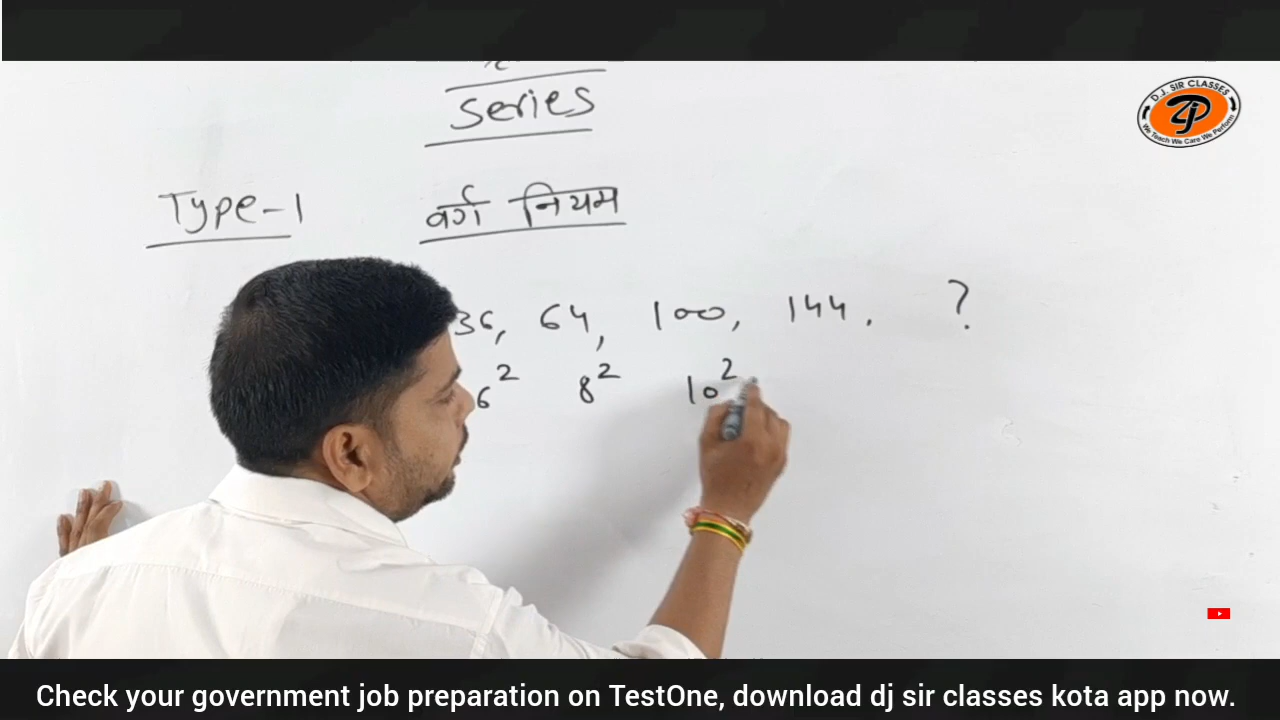 Series
D.J. SIR CLASSES
We Teach We Care We Perform
Type-1 वर्ग नियम
36, 64, 100, 144, ?
6² 8² 10²
Check your government job preparation on TestOne, download dj sir classes kota app now.